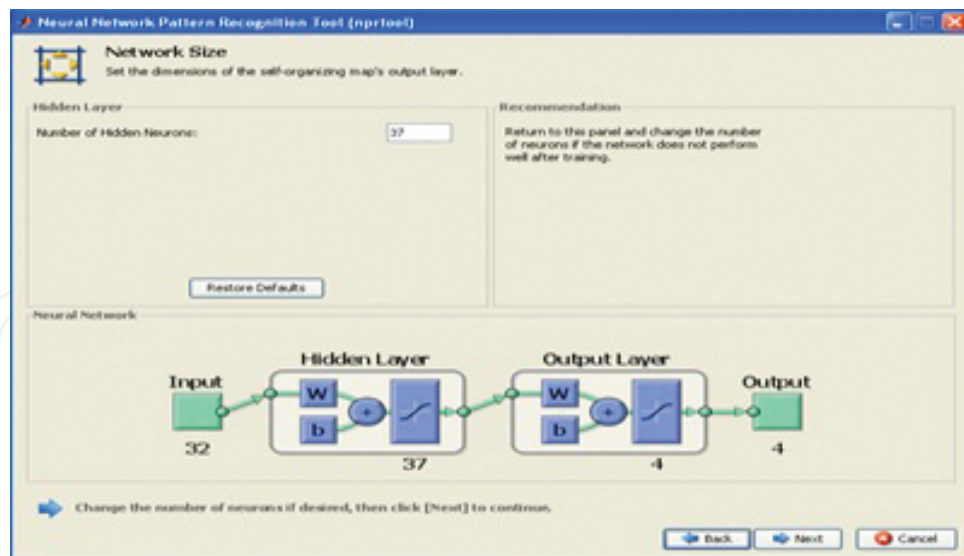 Neural Network Pattern Recognition Tool (nprtool)
Network Size
Set the dimensions of the self-organizing map's output layer.
Hidden Layer
Number of Hidden Neurons:
37
Restore Defaults
Recommendation
Return to this panel and change the number
of neurons if the network does not perform
well after training.
Neural Network
Hidden Layer
Output Layer
Input
Output
W
b
+
W
b
+
32
37
4
4
Change the number of neurons if desired, then click [Next] to continue.
Back
Next
Cancel